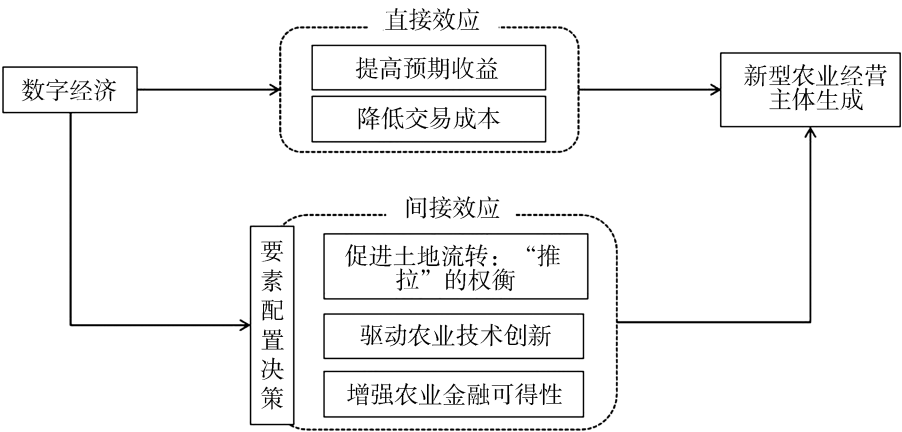 直接效应
提高预期收益
降低交易成本
数字经济
新型农业经营
主体生成
间接效应
要素配置决策
促进土地流转：“推
拉”的权衡
驱动农业技术创新
增强农业金融可得性